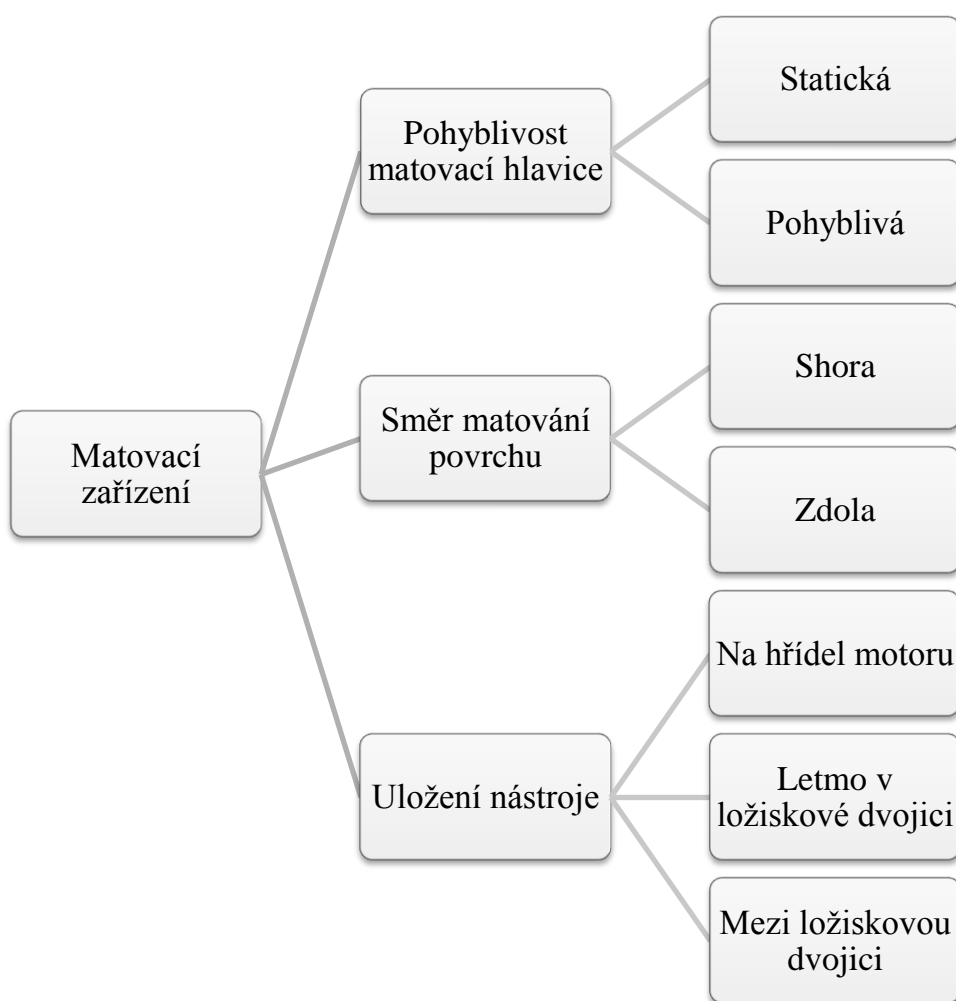 Matovací
zařízení
Pohyblivost
matovací hlavice
Statická
Pohyblivá
Směr matování
povrchu
Shora
Zdola
Uložení nástroje
Na hřídel motoru
Letmo v
ložiskové dvojici
Mezi ložiskovou
dvojici